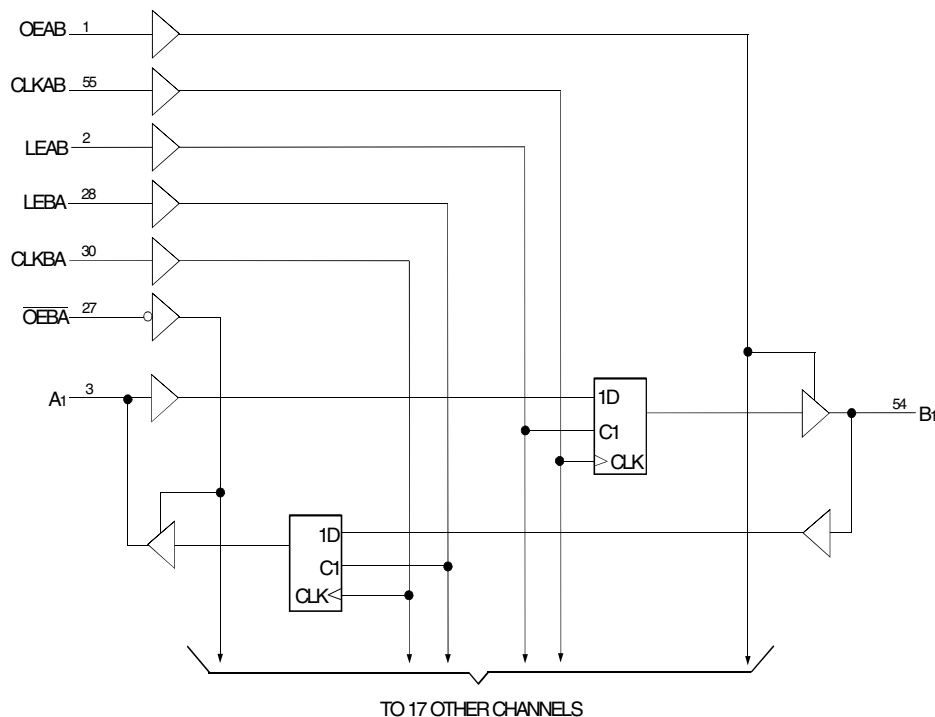 OEAB 1
CLKAB 55
LEAB 2
LEBA 28
CLKBA 30
OEBA 27
A1 3
1D
C1
CLK
54 B1
1D
C1
CLK
TO 17 OTHER CHANNELS